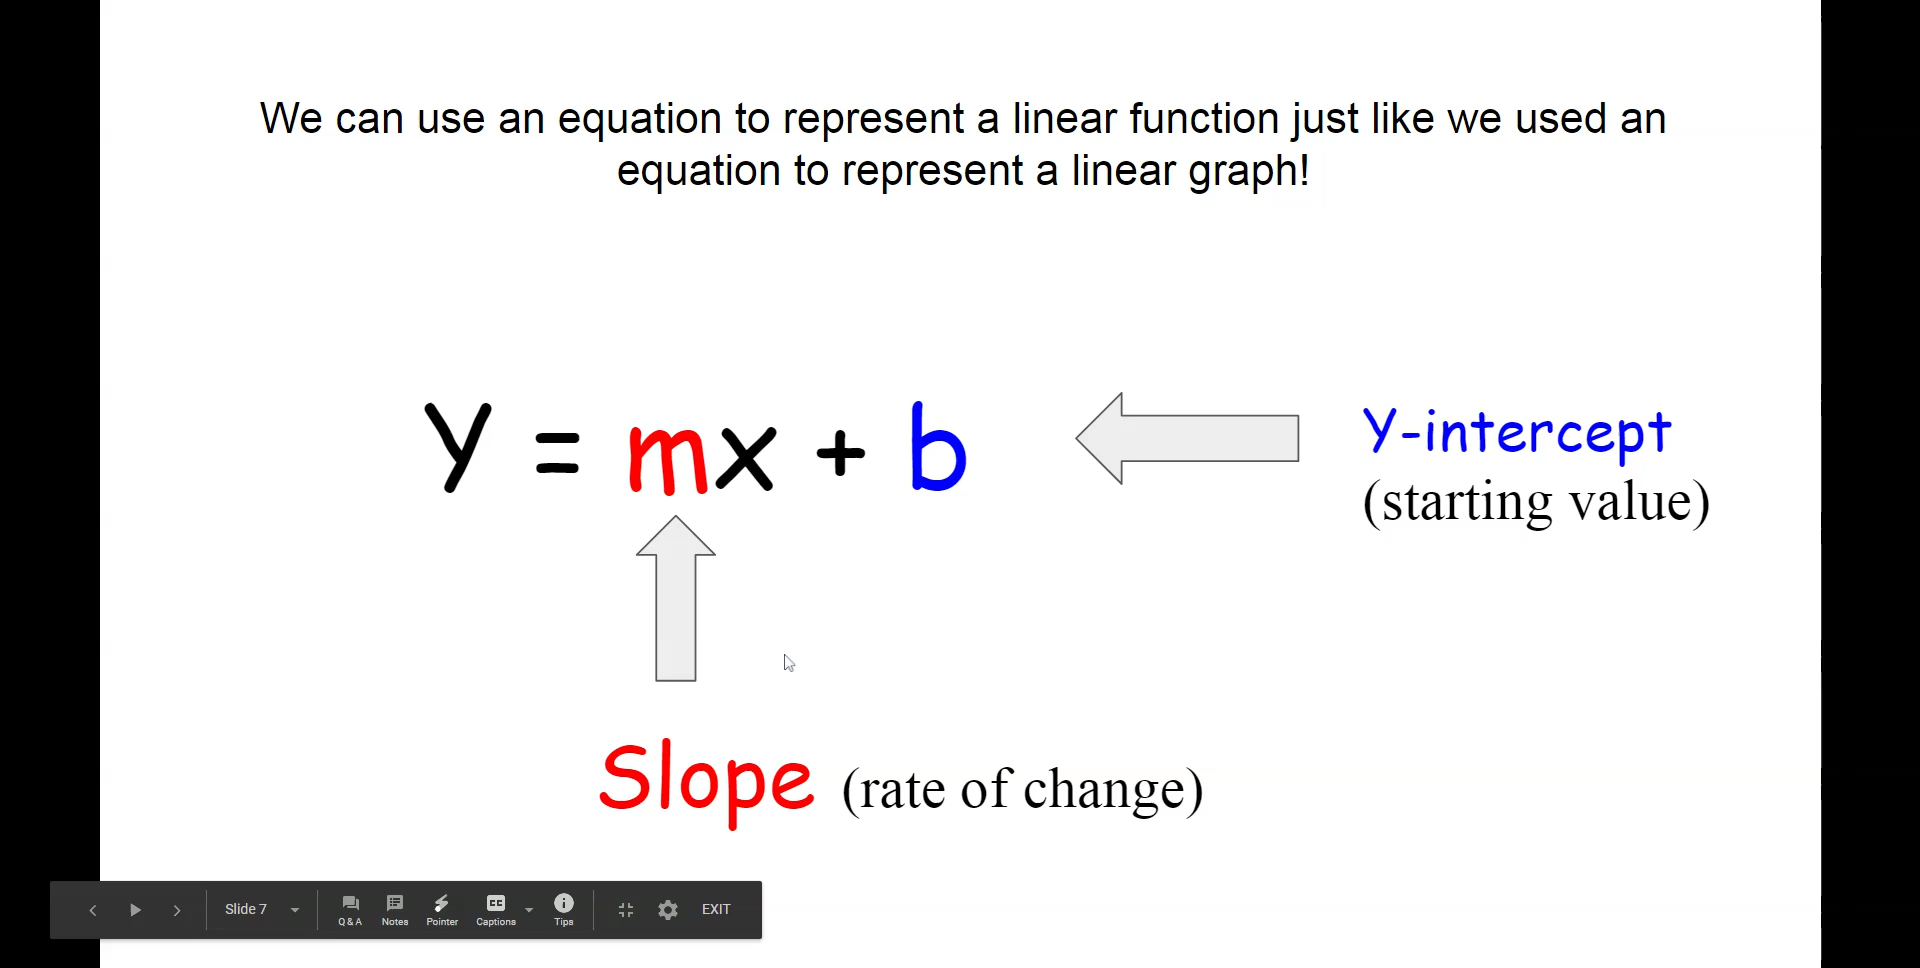 We can use an equation to represent a linear function just like we used an
equation to represent a linear graph!
Y = mx + b
Y-intercept
(starting value)
Slope (rate of change)
Slide 7
Q & A
Notes
Pointer
CC
Captions
Tips
EXIT